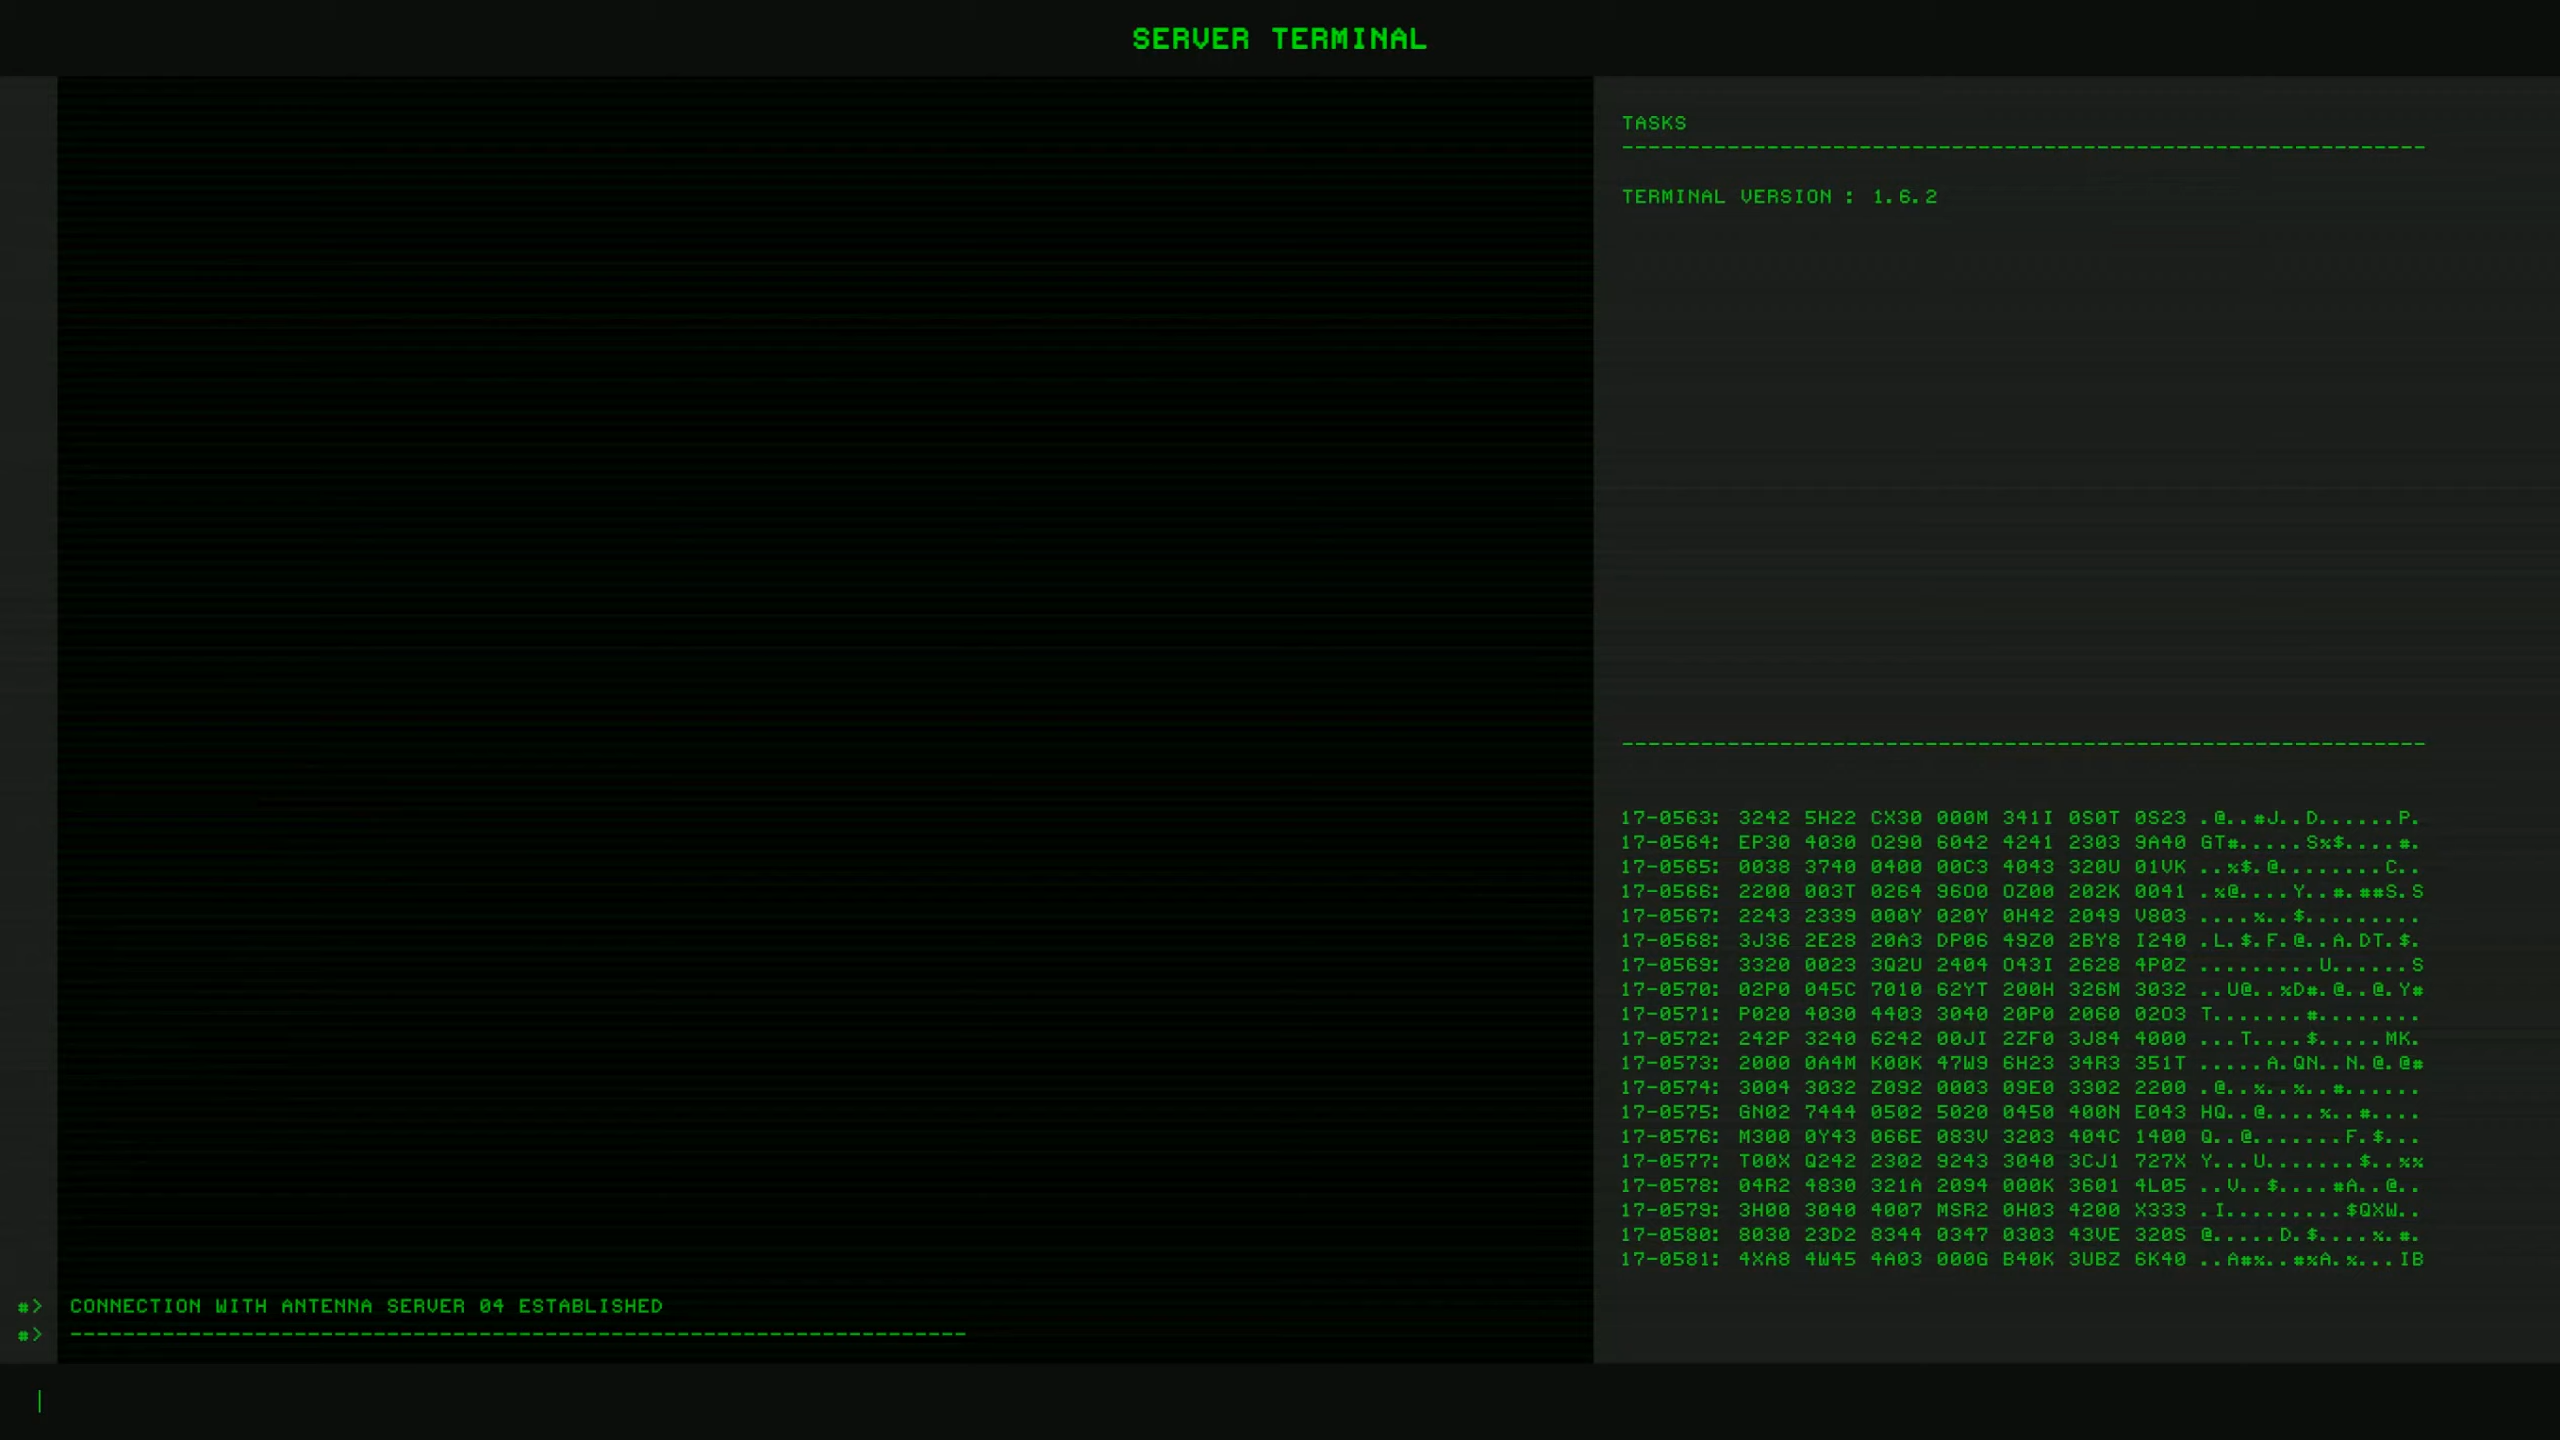 SERVER TERMINAL
TASKS
-------------------------------------------------------------
TERMINAL VERSION : 1.6.2
-------------------------------------------------------------
17-0563: 3242 5H22 CX30 000M 341I 0S0T 0S23 .@..#J..D......P.
17-0564: EP30 4030 O290 6042 4241 2303 9A40 GT#.....S%$....#.
17-0565: 0038 3740 0400 00C3 4043 320U 01VK ..%$.@........C..
17-0566: 2200 003T 0264 96O0 OZ00 202K 0041 .%@....Y..#.##S.S
17-0567: 2243 2339 000Y 020Y 0H42 2049 V803 ....%..$.........
17-0568: 3J36 2E28 20A3 DP06 49Z0 2BY8 I240 .L.$.F.@..A.DT.$.
17-0569: 3320 0023 3Q2U 2404 O43I 2628 4P0Z .........U......S
17-0570: 02P0 045C 7010 62YT 200H 326M 3032 ..U@..%D#.@..@.Y#
17-0571: P020 4030 4403 3040 20P0 2060 02O3 T.......#........
17-0572: 242P 3240 6242 00JI 2ZF0 3J84 4000 ...T....$.....MK.
17-0573: 2000 0A4M K00K 47W9 6H23 34R3 351T .....A.QN..N.@.@#
17-0574: 3004 3032 Z092 0003 09E0 3302 2200 .@..%..%..#......
17-0575: GN02 7444 0502 5020 0450 400N E043 HQ..@....%..#....
17-0576: M300 0Y43 066E 083V 3203 404C 1400 Q..@.......F.$...
17-0577: T00X Q242 2302 9243 3040 3CJ1 727X Y...U.......$..%%
17-0578: 04R2 4830 321A 2094 000K 3601 4L05 ..V..$....#A..@..
17-0579: 3H00 3040 4007 MSR2 0H03 4200 X333 .I.........$QXW..
17-0580: 8030 23D2 8344 0347 0303 43VE 320S @.....D.$....%.#.
17-0581: 4XA8 4W45 4A03 000G B40K 3UBZ 6K40 ..A#%..#%A.%...IB
#> CONNECTION WITH ANTENNA SERVER 04 ESTABLISHED
#> --------------------------------------------------------------------
|